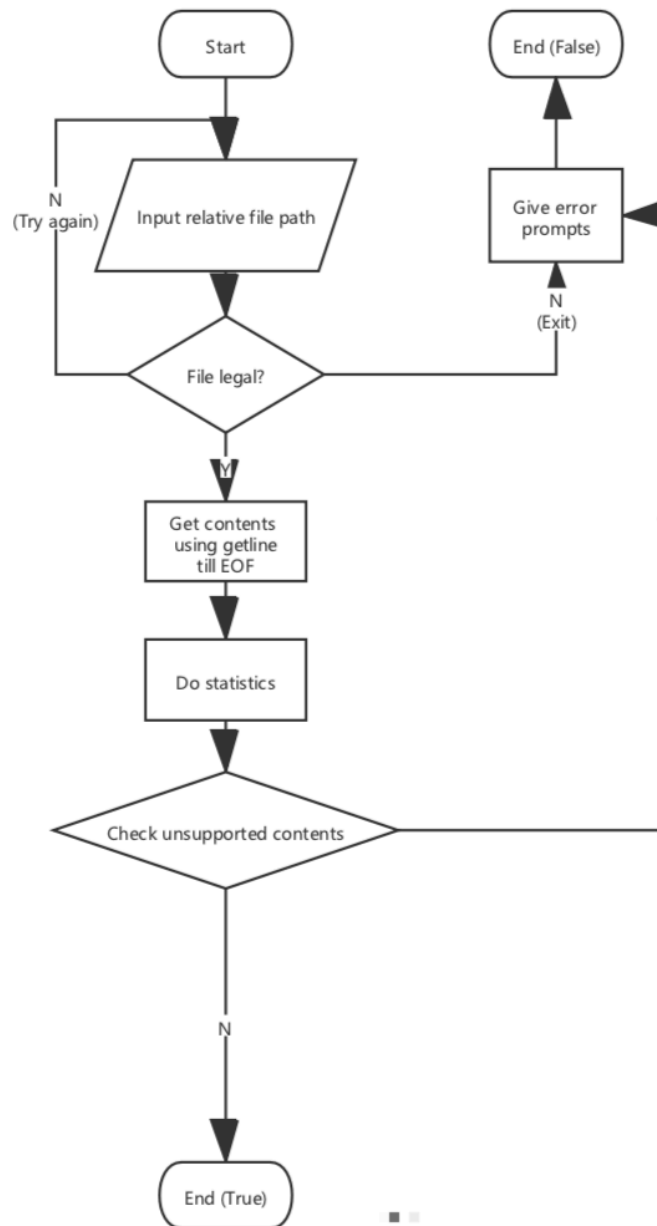 Start
End (False)
N
(Try again)
Input relative file path
Give error
prompts
N
(Exit)
File legal?
Y
Get contents
using getline
till EOF
Do statistics
Check unsupported contents
N
End (True)